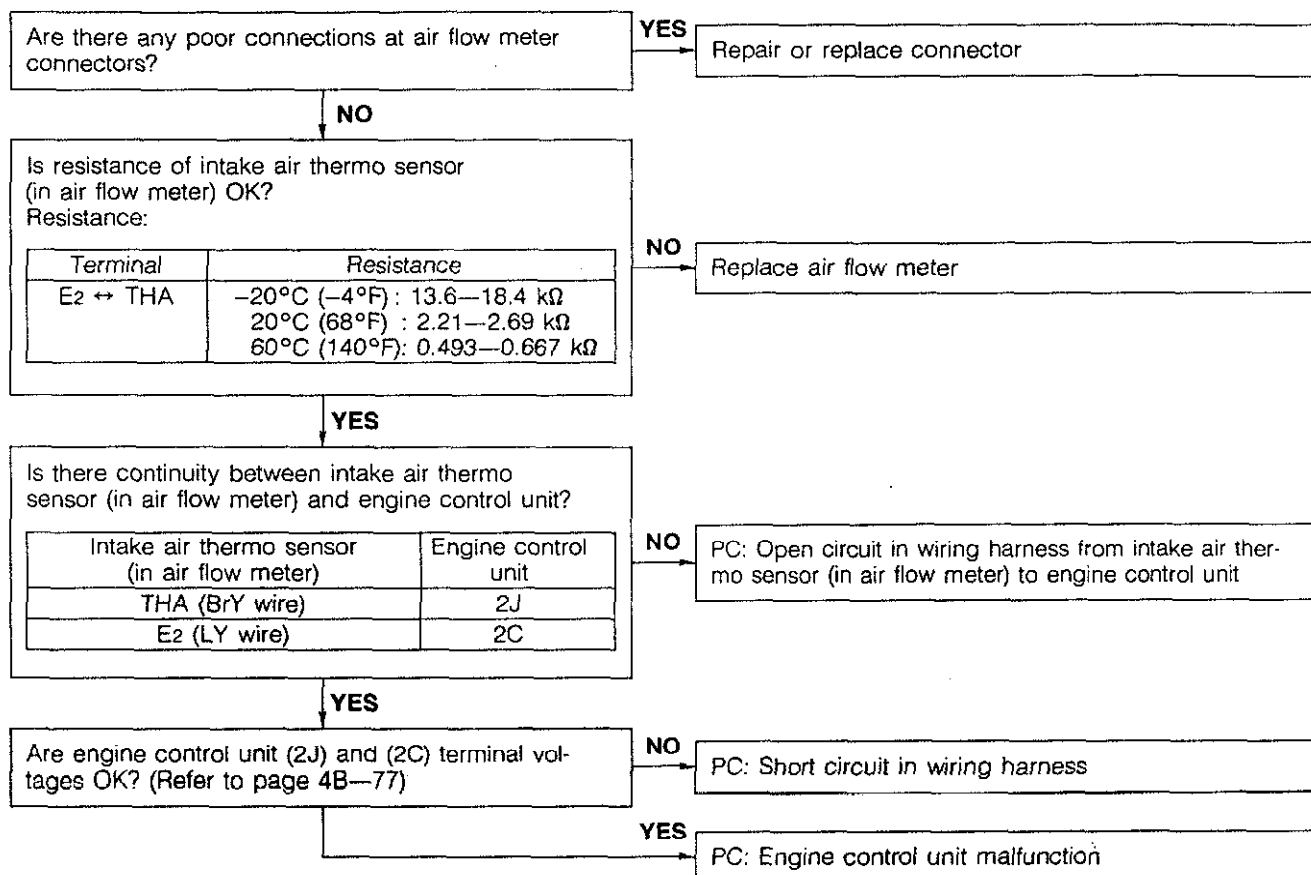 Are there any poor connections at air flow meter
connectors?
YES
Repair or replace connector
NO
Is resistance of intake air thermo sensor
(in air flow meter) OK?
Resistance:
Terminal Resistance
E2 ↔ THA −20°C (−4°F) : 13.6—18.4 kΩ
20°C (68°F) : 2.21—2.69 kΩ
60°C (140°F): 0.493—0.667 kΩ
NO
Replace air flow meter
YES
Is there continuity between intake air thermo
sensor (in air flow meter) and engine control unit?
Intake air thermo sensor Engine control
(in air flow meter) unit
THA (BrY wire) 2J
E2 (LY wire) 2C
NO
PC: Open circuit in wiring harness from intake air ther-
mo sensor (in air flow meter) to engine control unit
YES
Are engine control unit (2J) and (2C) terminal vol-
tages OK? (Refer to page 4B—77)
NO
PC: Short circuit in wiring harness
YES
PC: Engine control unit malfunction